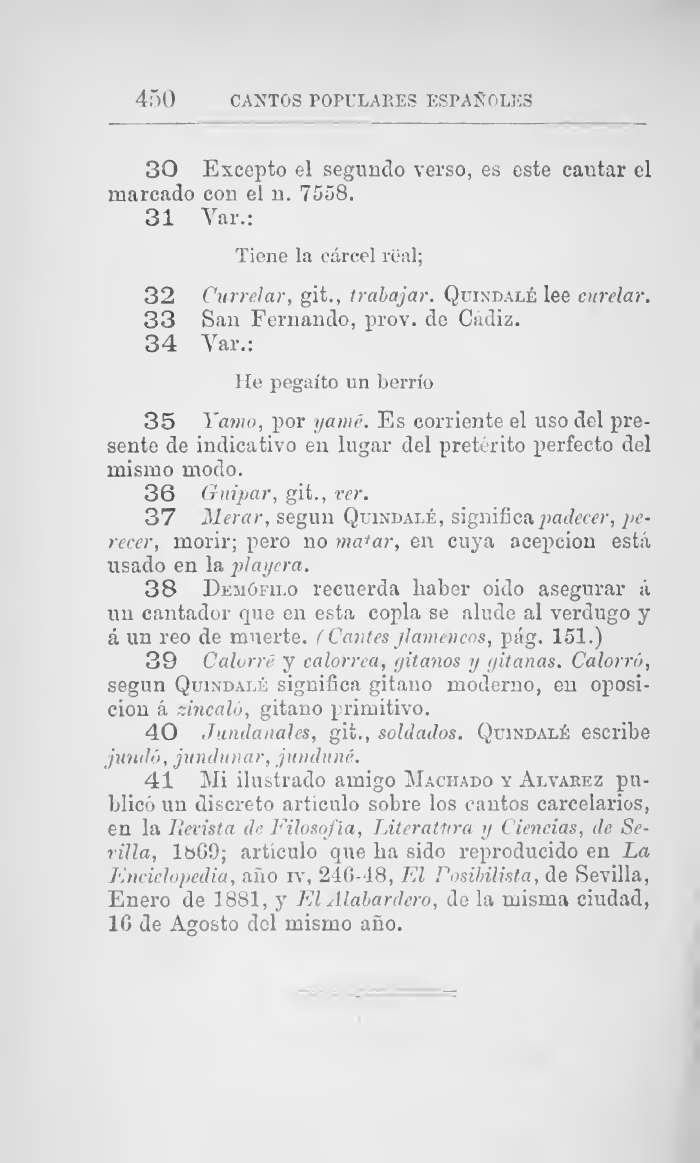 450 CANTOS POPULARES ESPAÑOLES
30 Excepto el segundo verso, es este cantar el
marcado con el n. 7558.
31 Var.:
Tiene la cárcel rëal;
32 Currelar, git., trabajar. QUINDALÉ lee curelar.
33 San Fernando, prov. de Cádiz.
34 Var.:
He pegaíto un berrío
35 Yamo, por yamé. Es corriente el uso del pre-
sente de indicativo en lugar del pretérito perfecto del
mismo modo.
36 Guipar, git., ver.
37 Merar, segun QUINDALÉ, significa padecer, pe-
recer, morir; pero no matar, en cuya acepcion está
usado en la playera.
38 DEMÓFILO recuerda haber oido asegurar á
un cantador que en esta copla se alude al verdugo y
á un reo de muerte. (Cantes flamencos, pág. 151.)
39 Calorré y calorrea, gitanos y gitanas. Calorró,
segun QUINDALÉ significa gitano moderno, en oposi-
cion á zincaló, gitano primitivo.
40 Jundanales, git., soldados. QUINDALÉ escribe
jundó, jundunar, junduné.
41 Mi ilustrado amigo MACHADO Y ALVAREZ pu-
blicó un discreto artículo sobre los cantos carcelarios,
en la Revista de Filosofia, Literatura y Ciencias, de Se-
villa, 1869; artículo que ha sido reproducido en La
Enciclopedia, año IV, 246-48, El Posibilista, de Sevilla,
Enero de 1881, y El Alabardero, de la misma ciudad,
16 de Agosto del mismo año.